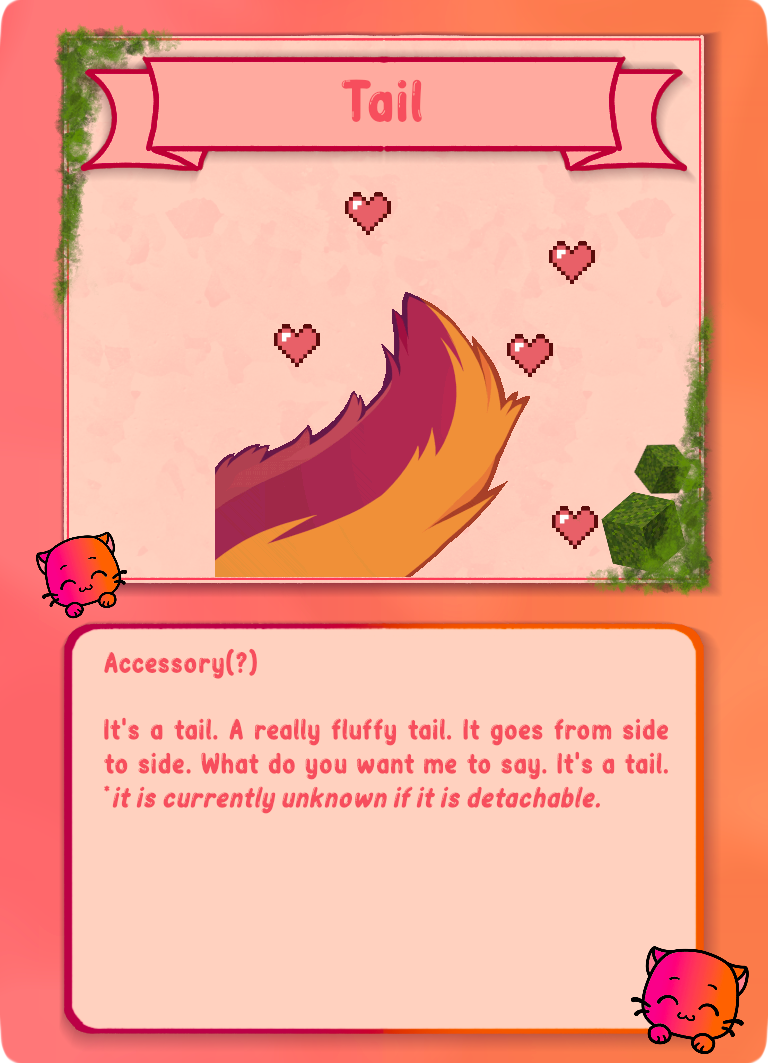 Tail
Accessory(?)
It's a tail. A really fluffy tail. It goes from side
to side. What do you want me to say. It's a tail.
*it is currently unknown if it is detachable.